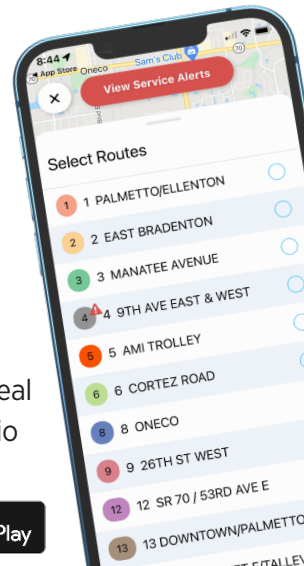 8:44
App Store
Oneco
Sam's Club
70
70
View Service Alerts
Select Routes
1 1 PALMETTO/ELLENTON
2 2 EAST BRADENTON
3 3 MANATEE AVENUE
4 4 9TH AVE EAST & WEST
5 5 AMI TROLLEY
6 6 CORTEZ ROAD
8 8 ONECO
9 9 26TH ST WEST
12 12 SR 70 / 53RD AVE E
13 13 DOWNTOWN/PALMETTO
eal
io
Play